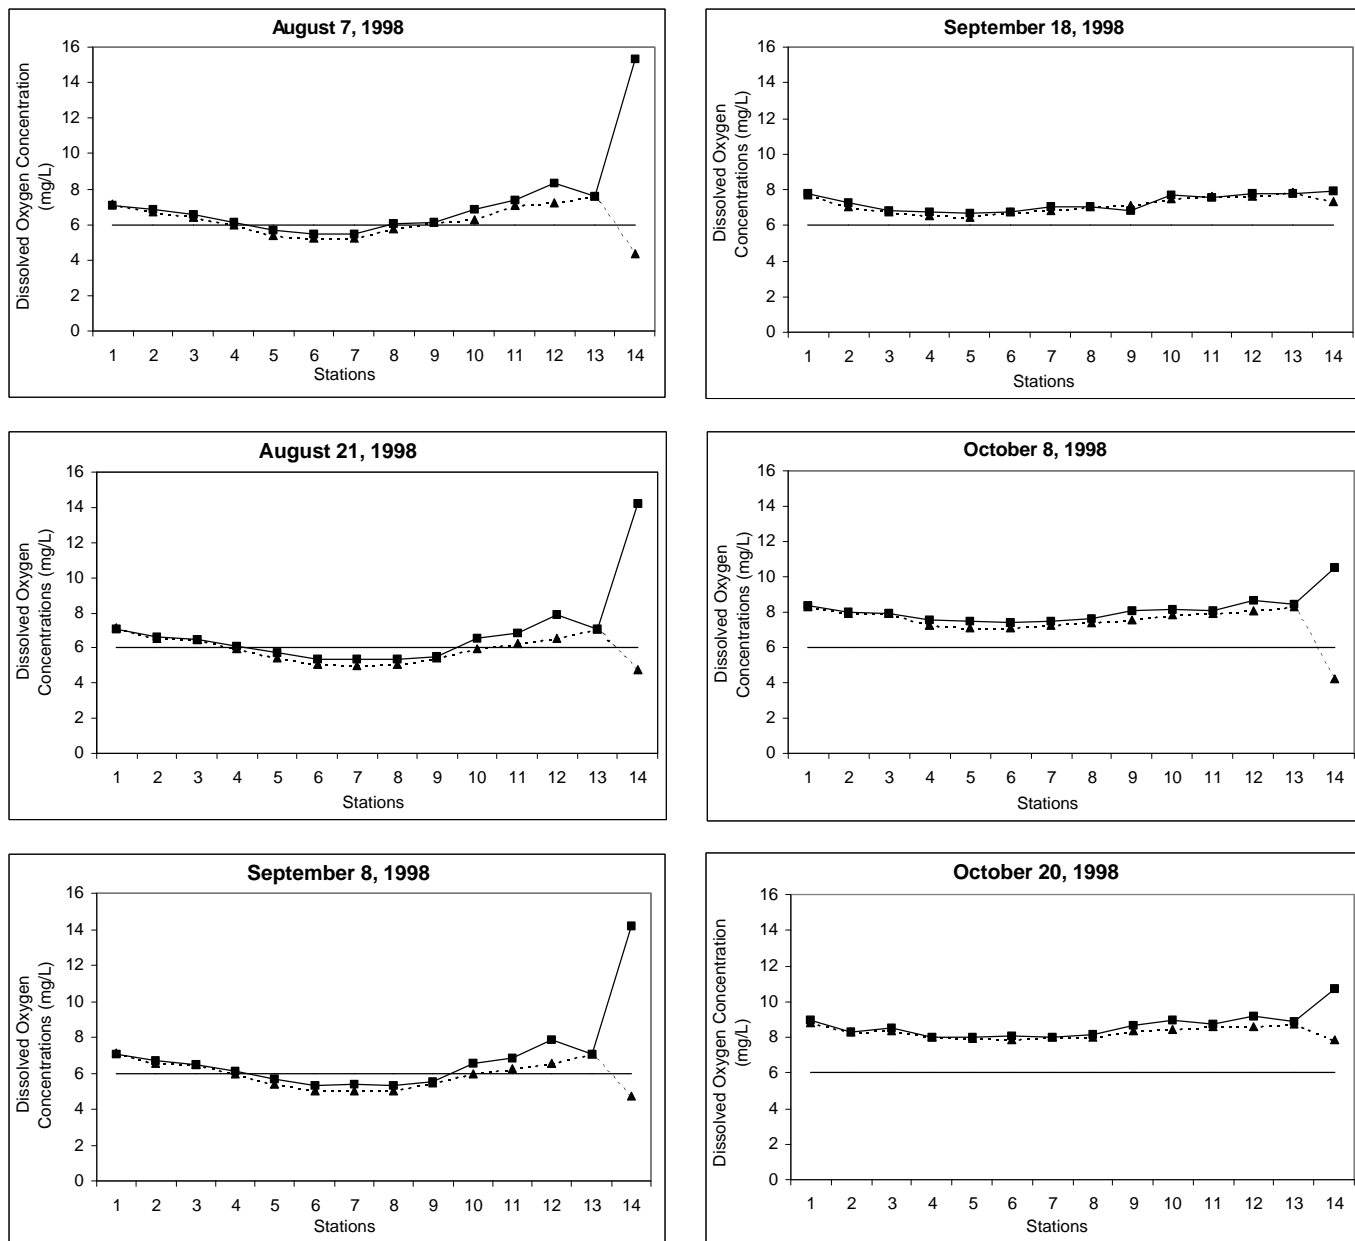 August 7, 1998
Dissolved Oxygen Concentration
(mg/L)
16
14
12
10
8
6
4
2
0
1 2 3 4 5 6 7 8 9 10 11 12 13 14
Stations
September 18, 1998
Dissolved Oxygen
Concentrations (mg/L)
16
14
12
10
8
6
4
2
0
1 2 3 4 5 6 7 8 9 10 11 12 13 14
Stations
August 21, 1998
Dissolved Oxygen
Concentrations (mg/L)
16
14
12
10
8
6
4
2
0
1 2 3 4 5 6 7 8 9 10 11 12 13 14
Stations
October 8, 1998
Dissolved Oxygen
Concentrations (mg/L)
16
14
12
10
8
6
4
2
0
1 2 3 4 5 6 7 8 9 10 11 12 13 14
Stations
September 8, 1998
Dissolved Oxygen
Concentrations (mg/L)
16
14
12
10
8
6
4
2
0
1 2 3 4 5 6 7 8 9 10 11 12 13 14
Stations
October 20, 1998
Dissolved Oxygen Concentration
(mg/L)
16
14
12
10
8
6
4
2
0
1 2 3 4 5 6 7 8 9 10 11 12 13 14
Stations